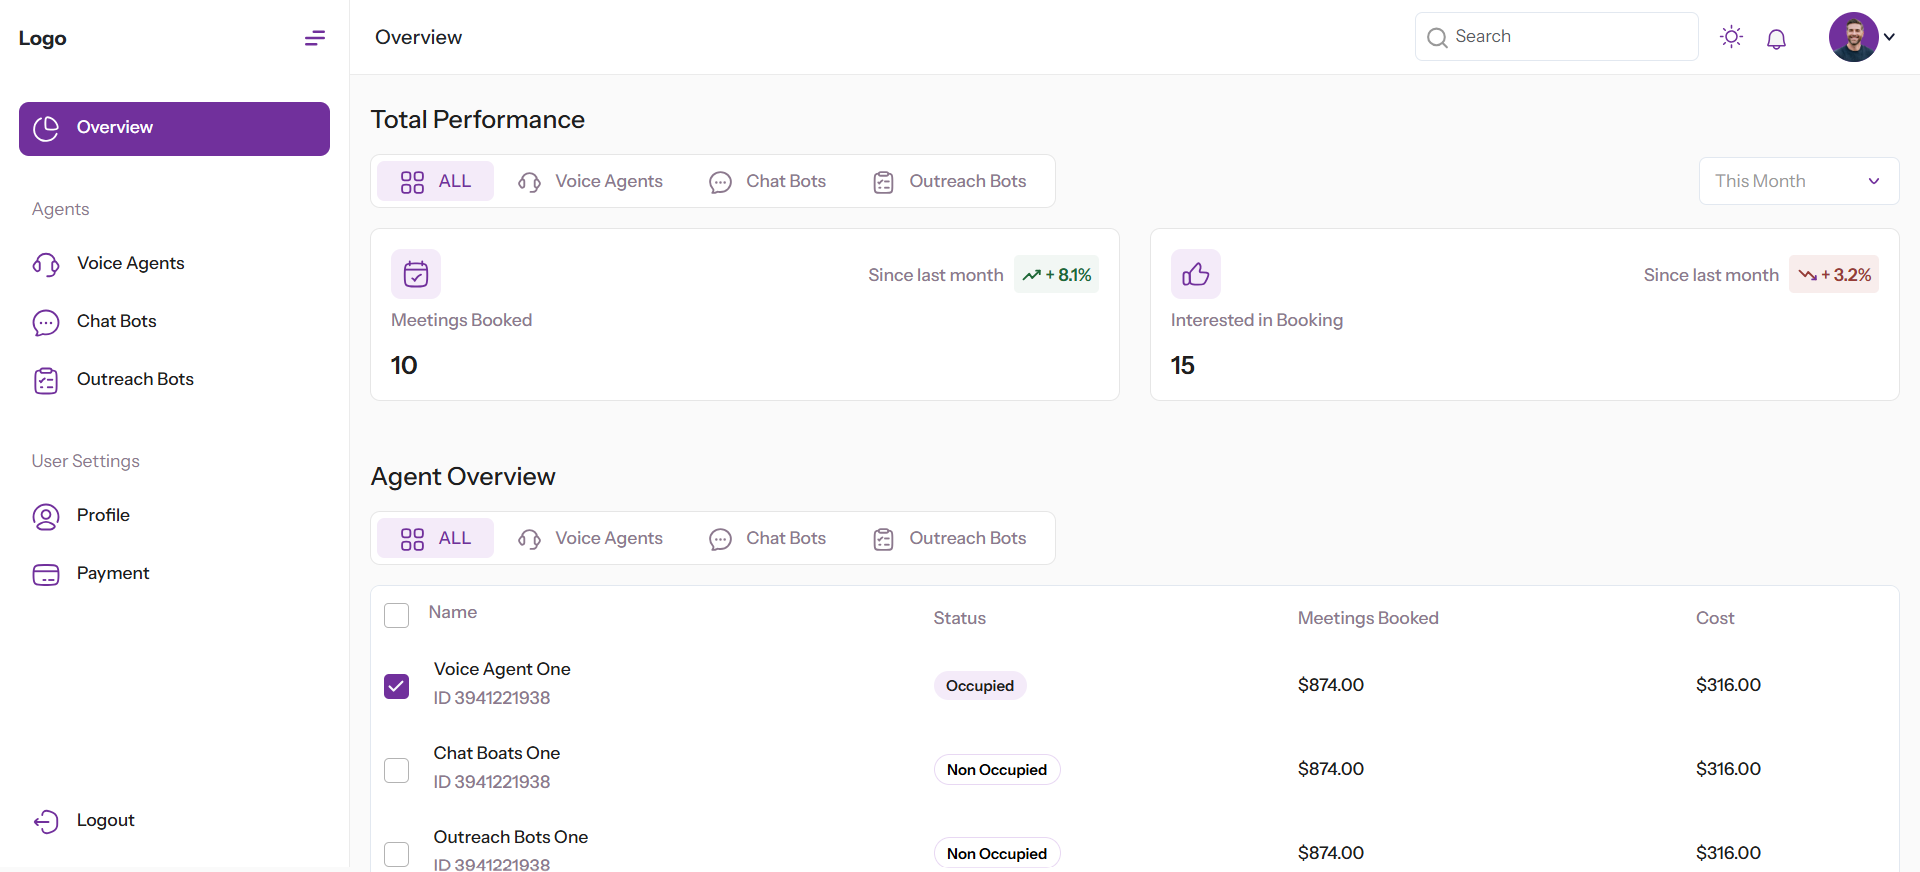 Logo
Overview
Search
Overview
Agents
Voice Agents
Chat Bots
Outreach Bots
User Settings
Profile
Payment
Logout
Total Performance
ALL Voice Agents Chat Bots Outreach Bots
This Month
Since last month + 8.1%
Meetings Booked
10
Since last month + 3.2%
Interested in Booking
15
Agent Overview
ALL Voice Agents Chat Bots Outreach Bots
Name Status Meetings Booked Cost
Voice Agent One
ID 3941221938
Occupied $874.00 $316.00
Chat Boats One
ID 3941221938
Non Occupied $874.00 $316.00
Outreach Bots One
ID 3941221938
Non Occupied $874.00 $316.00